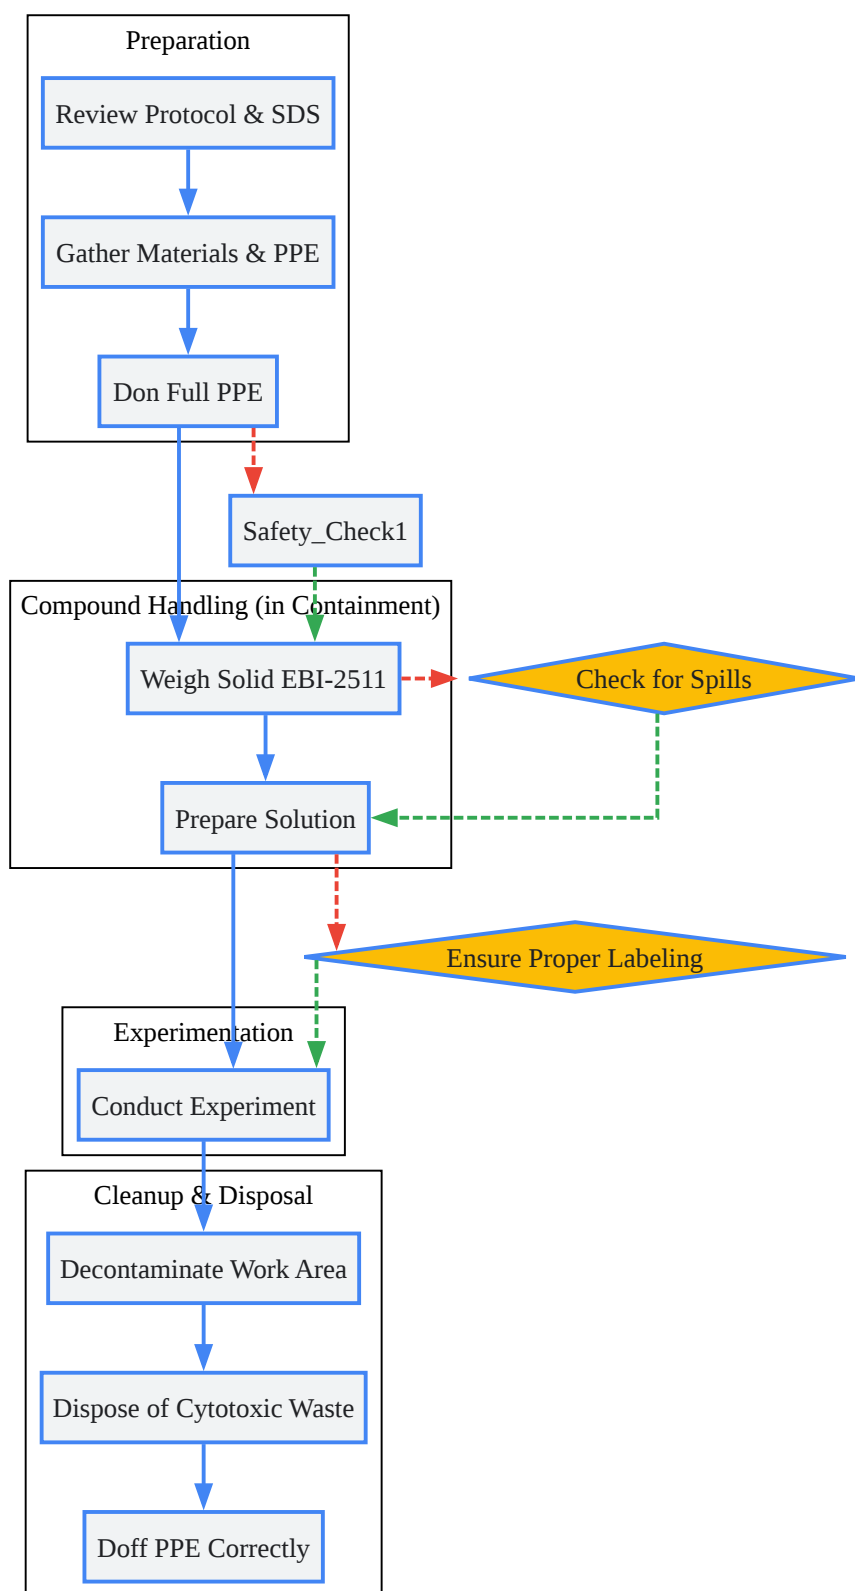 Preparation
Review Protocol & SDS
Gather Materials & PPE
Don Full PPE
Safety_Check1
Compound Handling (in Containment)
Weigh Solid EBI-2511
Check for Spills
Prepare Solution
Ensure Proper Labeling
Experimentation
Conduct Experiment
Cleanup & Disposal
Decontaminate Work Area
Dispose of Cytotoxic Waste
Doff PPE Correctly